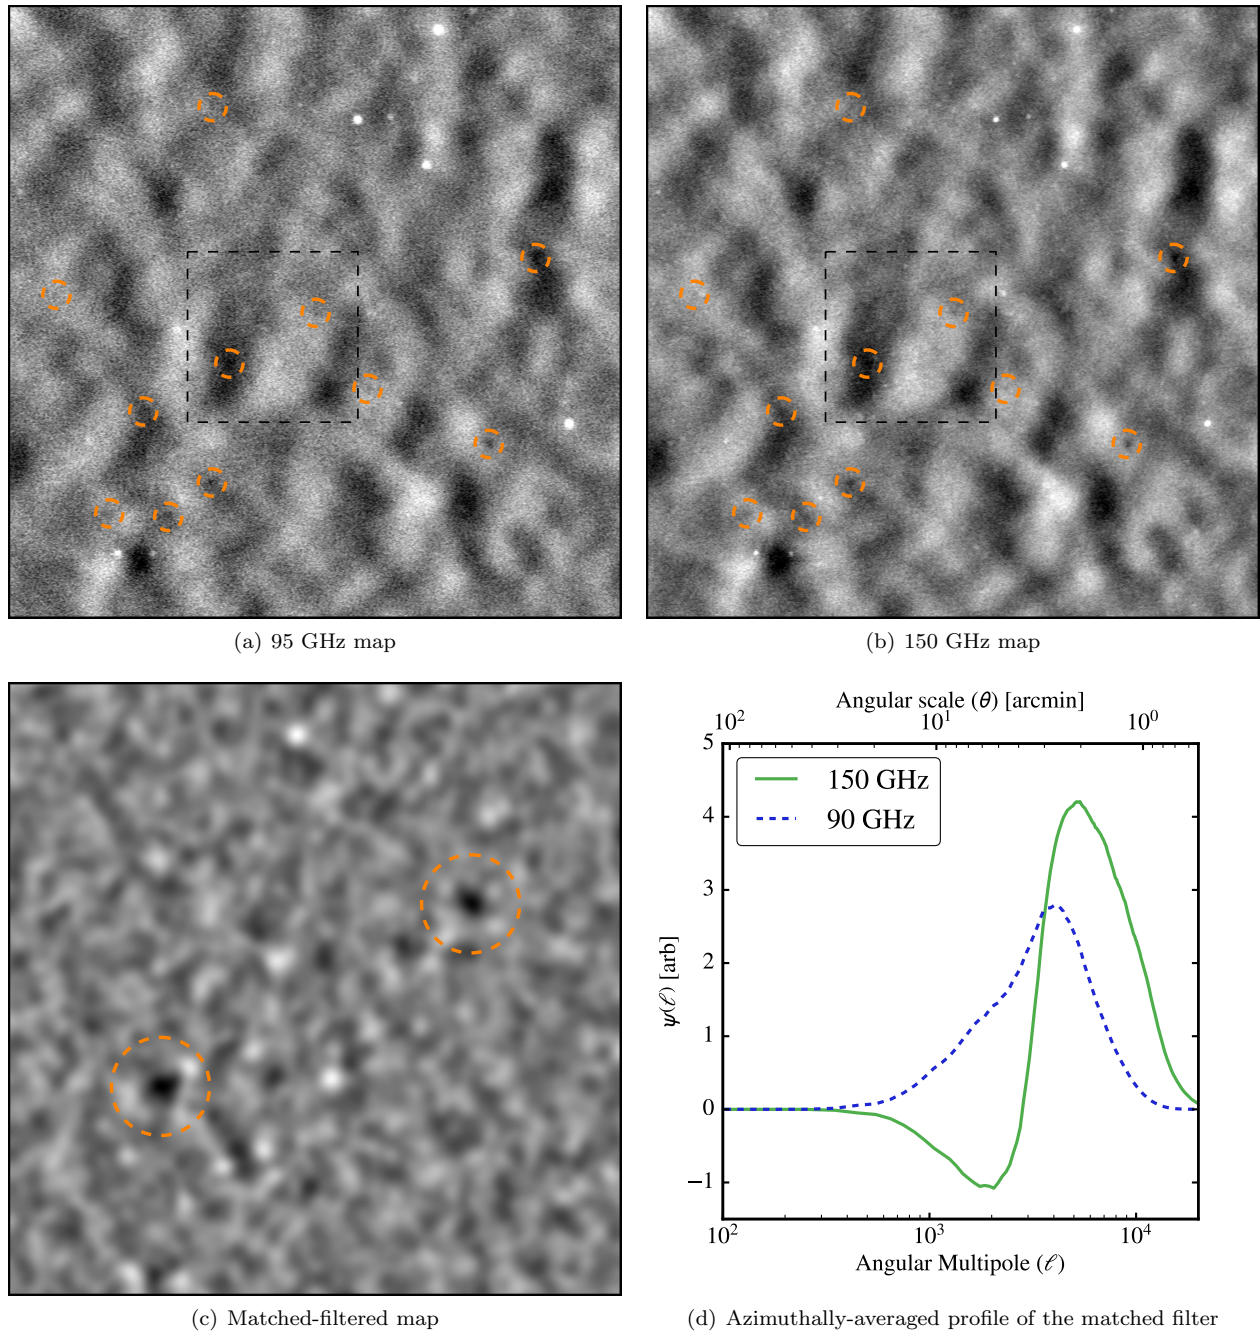 (a) 95 GHz map
(b) 150 GHz map
Angular scale (θ) [arcmin]
10² 10¹ 10⁰
5
4
3
2
1
0
−1
ψ(ℓ) [arb]
150 GHz
90 GHz
10² 10³ 10⁴
Angular Multipole (ℓ)
(c) Matched-filtered map
(d) Azimuthally-averaged profile of the matched filter